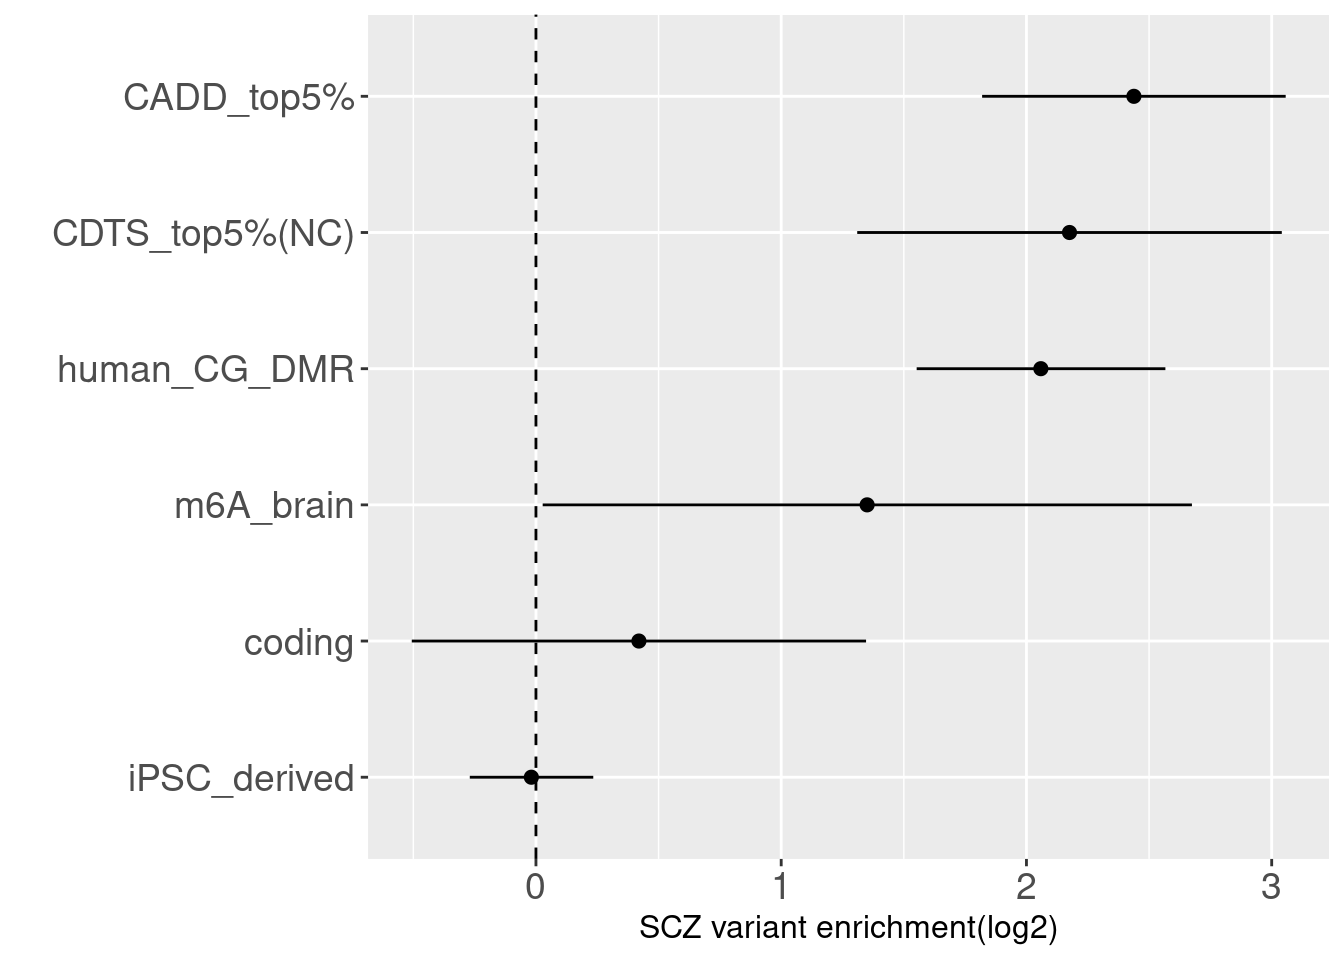 CADD_top5%
CDTS_top5%(NC)
human_CG_DMR
m6A_brain
coding
iPSC_derived
0 1 2 3
SCZ variant enrichment(log2)